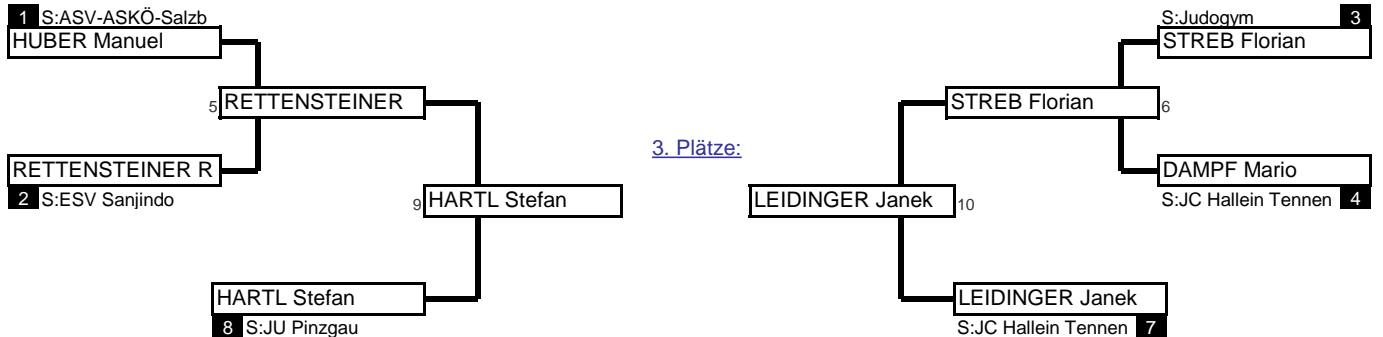 1 S:ASV-ASKÖ-Salzb
HUBER Manuel
5 RETTENSTEINER
RETTENSTEINER R
2 S:ESV Sanjindo
9 HARTL Stefan
HARTL Stefan
8 S:JU Pinzgau
3. Plätze:
S:Judogym 3
STREB Florian
STREB Florian 6
DAMPF Mario
S:JC Hallein Tennen 4
LEIDINGER Janek 10
LEIDINGER Janek
S:JC Hallein Tennen 7